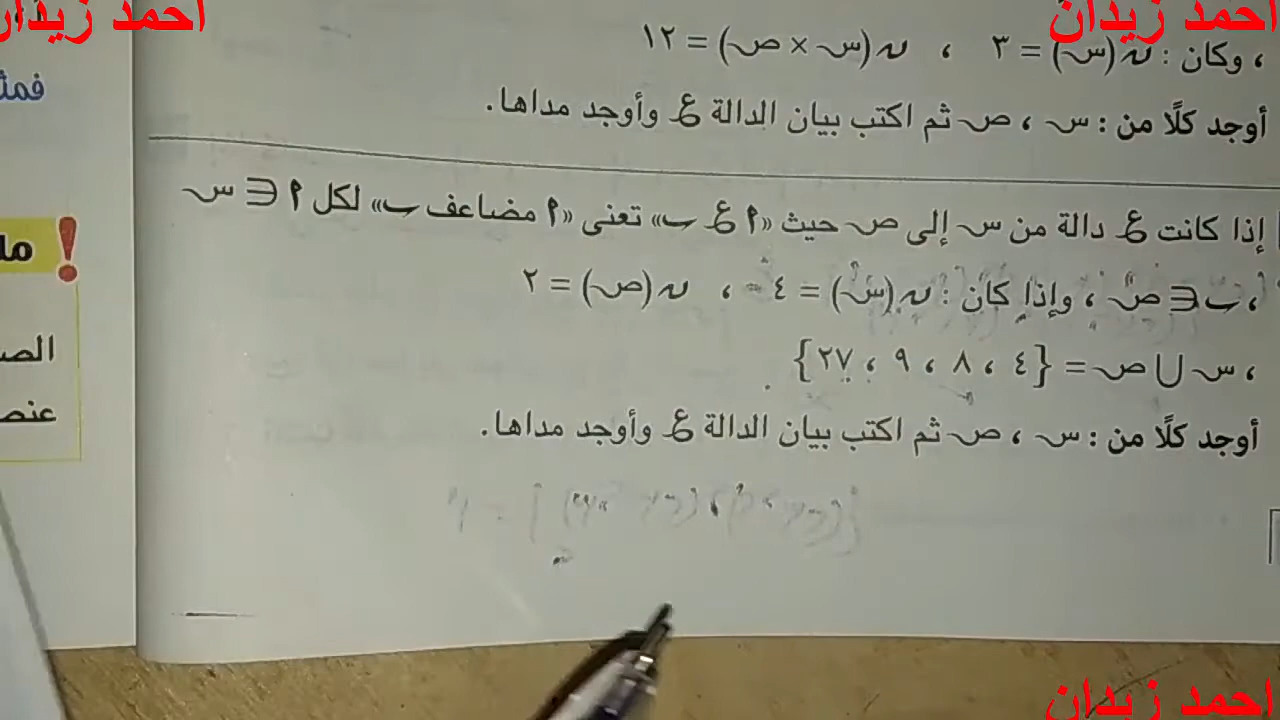 احمد زيدان
احمد زيدان
، وكان : ن(س) = ٣ ، ن(س × ص) = ١٢
أوجد كلًا من : س ، ص ثم اكتب بيان الدالة ع وأوجد مداها.
إذا كانت ع دالة من س إلى ص حيث «أ ع ب» تعنى «أ مضاعف ب» لكل أ ∈ س
، ب ∈ ص ، وإذا كان : ن(س) = ٤ ، ن(ص) = ٢
، س ∪ ص = {٤ ، ٨ ، ٩ ، ٢٧}
أوجد كلًا من : س ، ص ثم اكتب بيان الدالة ع وأوجد مداها.
احمد زيدان